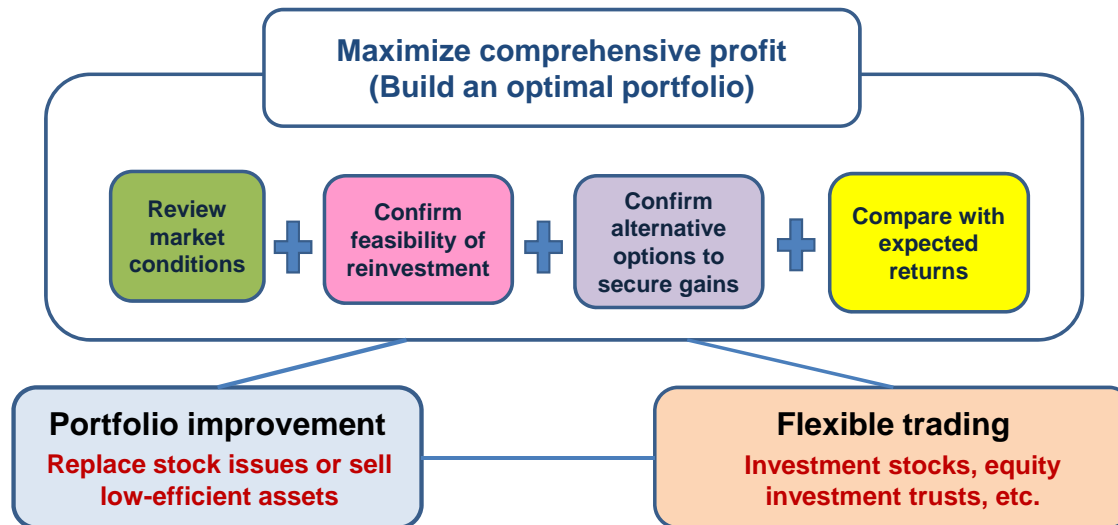 Maximize comprehensive profit
(Build an optimal portfolio)
Review
market
conditions
Confirm
feasibility of
reinvestment
Confirm
alternative
options to
secure gains
Compare with
expected
returns
Portfolio improvement
Replace stock issues or sell
low-efficient assets
Flexible trading
Investment stocks, equity
investment trusts, etc.